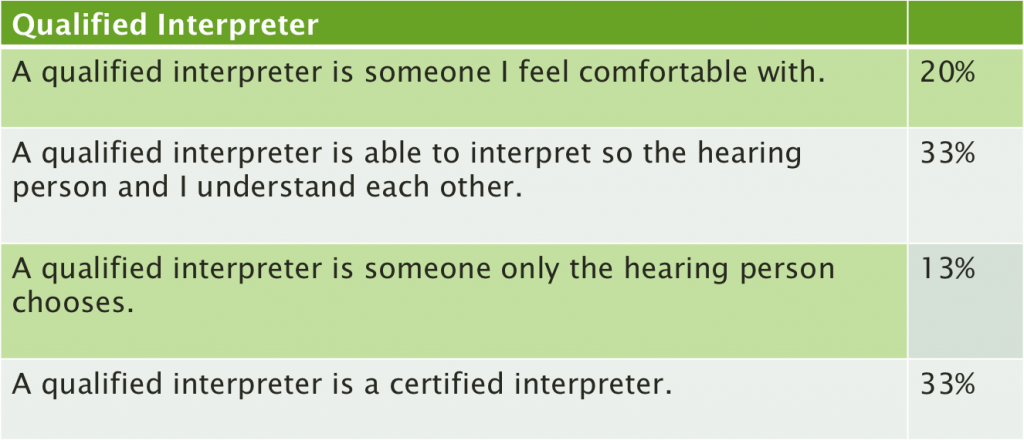 Qualified Interpreter
A qualified interpreter is someone I feel comfortable with. 20%
A qualified interpreter is able to interpret so the hearing 33%
person and I understand each other.
A qualified interpreter is someone only the hearing person 13%
chooses.
A qualified interpreter is a certified interpreter. 33%